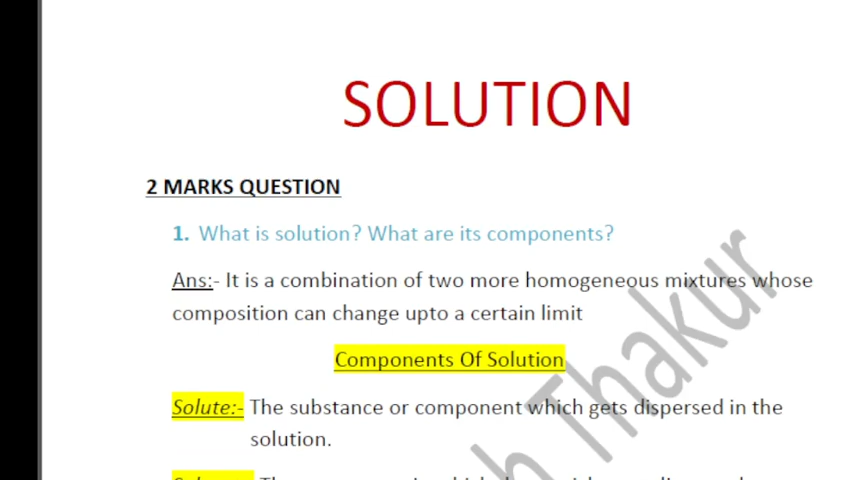 SOLUTION
2 MARKS QUESTION
1. What is solution? What are its components?
Ans:- It is a combination of two more homogeneous mixtures whose
composition can change upto a certain limit
Components Of Solution
Solute:- The substance or component which gets dispersed in the
solution.
Thakur